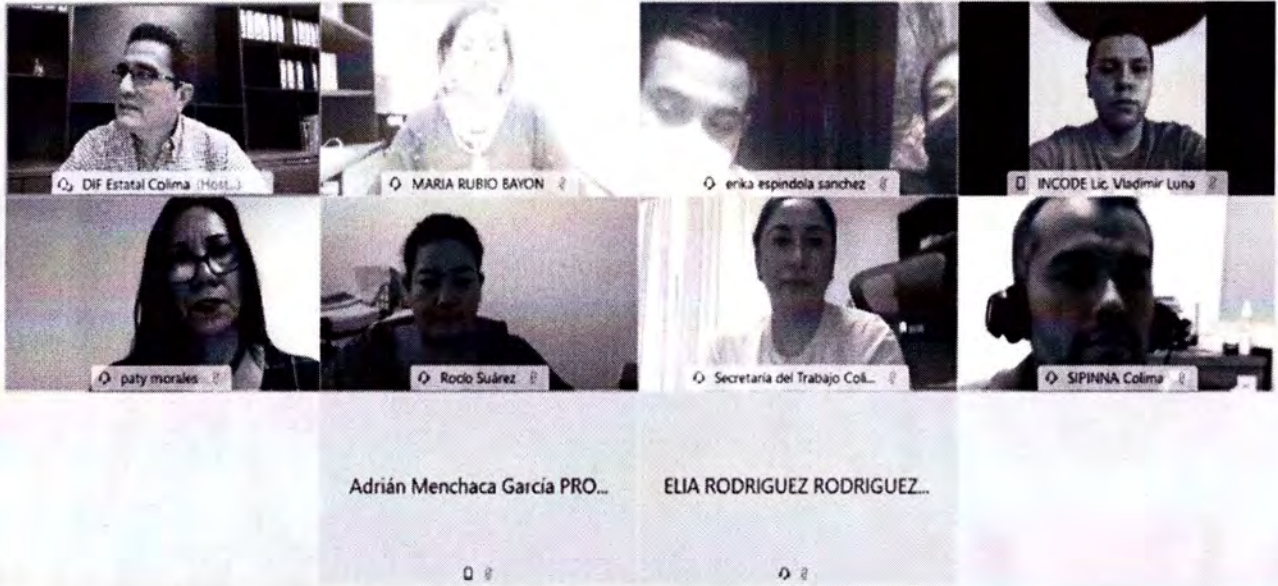 DIF Estatal Colima (Host...)
MARIA RUBIO BAYON
erika espindola sanchez
INCODE Lic. Vladimir Luna
paty morales
Rocío Suárez
Secretaría del Trabajo Coli...
SIPINNA Colima
Adrián Menchaca García PRO...
ELIA RODRIGUEZ RODRIGUEZ...